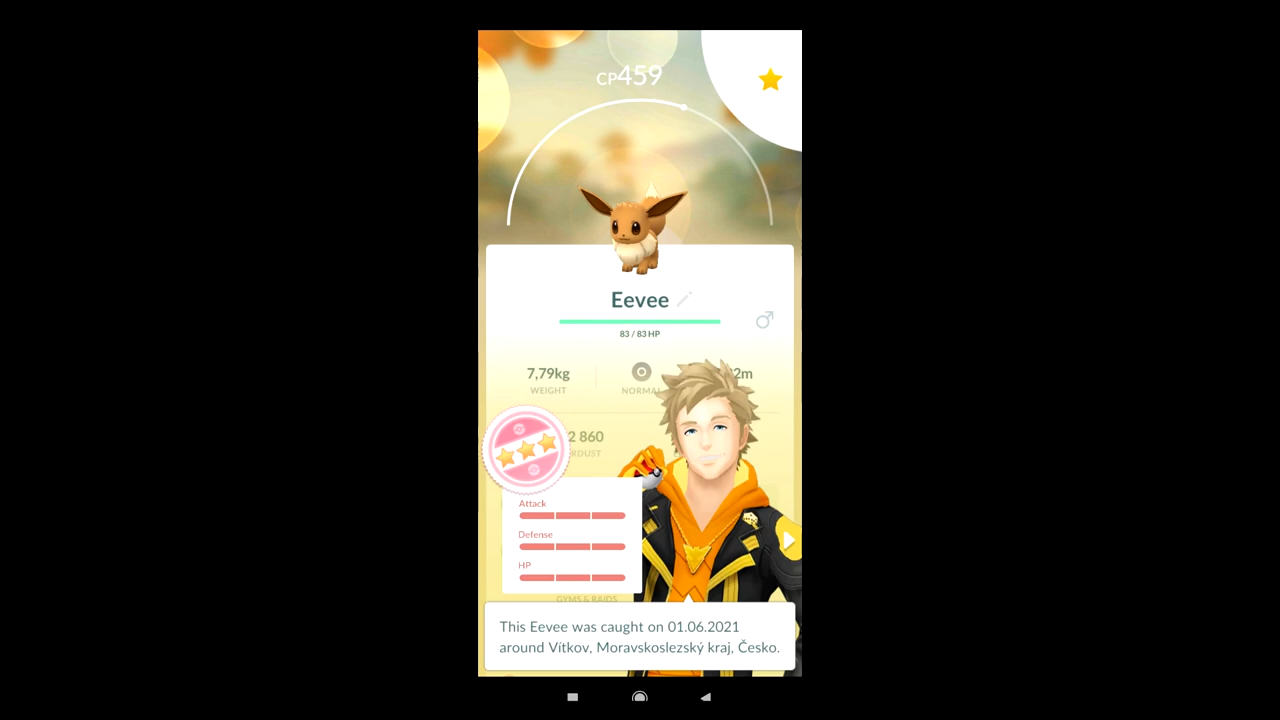 CP459
Eevee
83 / 83 HP
7,79kg
WEIGHT
NORMAL
2m
2 860
Attack
Defense
HP
GYMS & RAIDS
This Eevee was caught on 01.06.2021
around Vítkov, Moravskoslezský kraj, Česko.